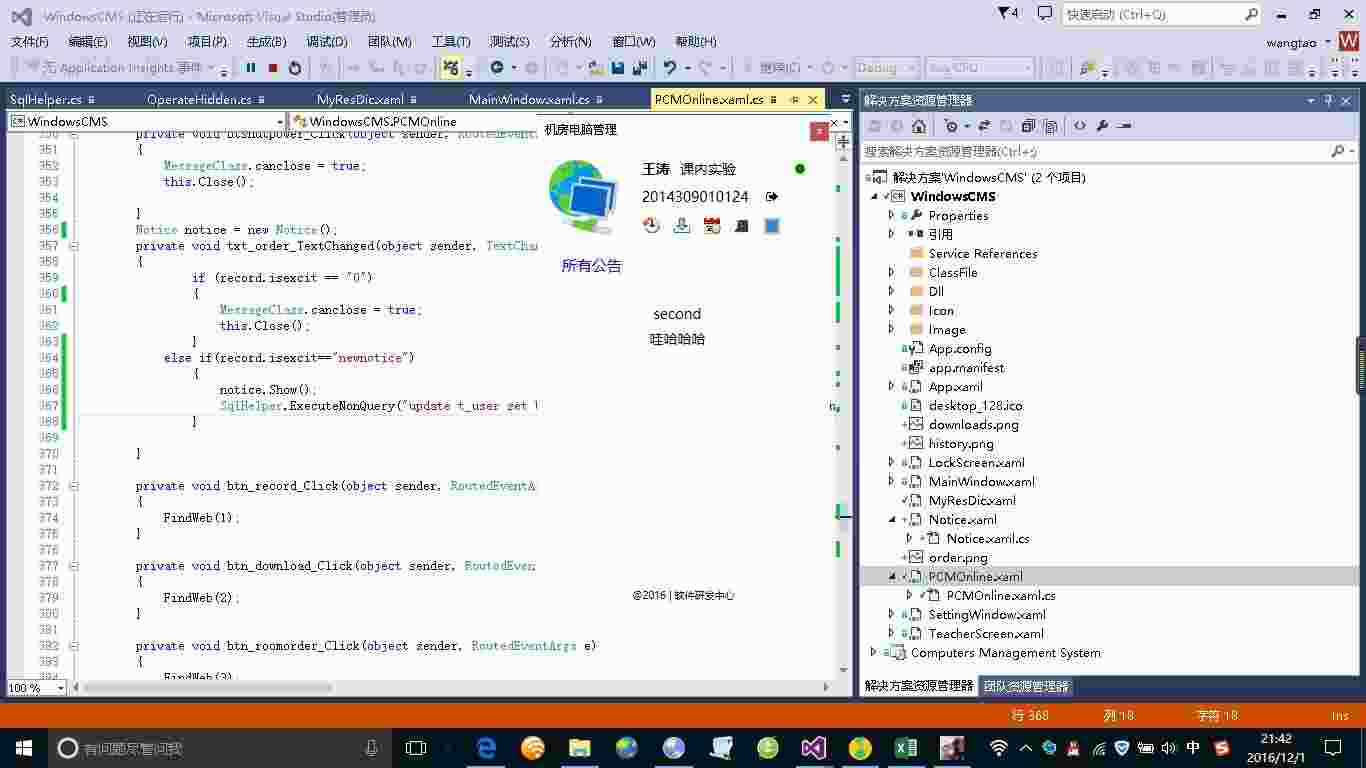 WindowsCMS (正在运行) - Microsoft Visual Studio(管理员)
4
快速启动 (Ctrl+Q)
文件(F) 编辑(E) 视图(V) 项目(P) 生成(B) 调试(D) 团队(M) 工具(T) 测试(S) 分析(N) 窗口(W) 帮助(H)
wangtao
W
无 Application Insights 事件
继续(C)
Debug
Any CPU
SqlHelper.cs OperateHidden.cs MyResDic.xaml MainWindow.xaml.cs PCMOnline.xaml.cs
WindowsCMS WindowsCMS.PCMOnline
351 {
352 MessageClass.canclose = true;
353 this.Close();
354
355 }
356 Notice notice = new Notice();
357 private void txt_order_TextChanged(object sender, TextChan
358 {
359 if (record.isexcit == "0")
360 {
361 MessageClass.canclose = true;
362 this.Close();
363 }
364 else if(record.isexcit=="newnotice")
365 {
366 notice.Show();
367 SqlHelper.ExecuteNonQuery("update t_user set
368 }
369
370 }
371
372 private void btn_record_Click(object sender, RoutedEventA
373 {
374 FindWeb(1);
375 }
376
377 private void btn_download_Click(object sender, RoutedEven
378 {
379 FindWeb(2);
380 }
381
382 private void btn_roomorder_Click(object sender, RoutedEventArgs e)
383 {
100 %
机房电脑管理
王涛 课内实验
2014309010124
所有公告
second
哇哈哈哈
@2016 | 软件研发中心
解决方案资源管理器
搜索解决方案资源管理器(Ctrl+;)
解决方案'WindowsCMS' (2 个项目)
WindowsCMS
Properties
引用
Service References
ClassFile
Dll
Icon
Image
App.config
app.manifest
App.xaml
desktop_128.ico
downloads.png
history.png
LockScreen.xaml
MainWindow.xaml
MyResDic.xaml
Notice.xaml
Notice.xaml.cs
order.png
PCMOnline.xaml
PCMOnline.xaml.cs
SettingWindow.xaml
TeacherScreen.xaml
Computers Management System
解决方案资源管理器 团队资源管理器
行 368 列 18 字符 18 Ins
有问题尽管问我
中
21:42
2016/12/1